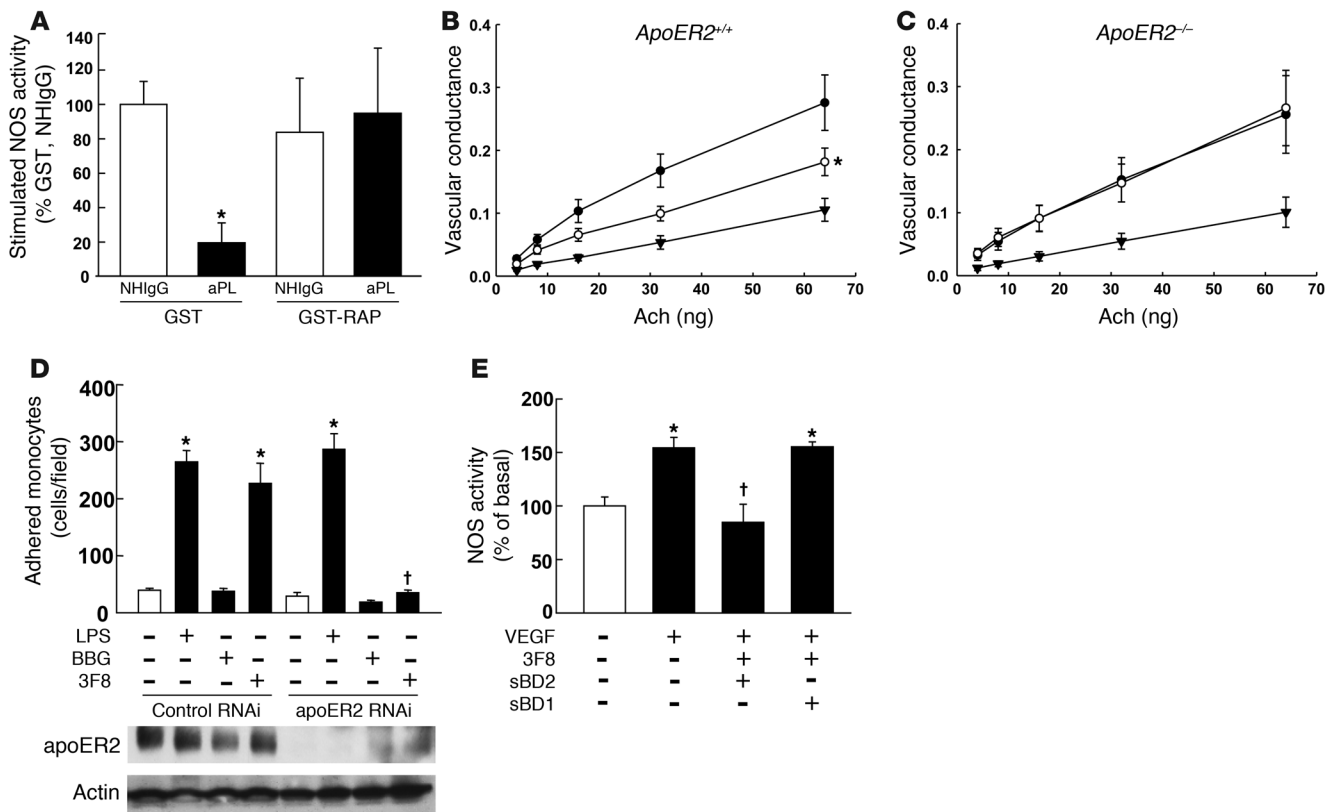 A
Stimulated NOS activity
(% GST, NHIgG)
140
120
100
80
60
40
20
0
*
NHIgG aPL NHIgG aPL
GST GST-RAP
B
ApoER2+/+
Vascular conductance
0.4
0.3
0.2
0.1
0.0
*
0 10 20 30 40 50 60 70
Ach (ng)
C
ApoER2–/–
Vascular conductance
0.4
0.3
0.2
0.1
0.0
0 10 20 30 40 50 60 70
Ach (ng)
D
Adhered monocytes
(cells/field)
400
300
200
100
0
* * * †
LPS – + – – – + – –
BBG – – + – – – + –
3F8 – – – + – – – +
Control RNAi apoER2 RNAi
apoER2
Actin
E
NOS activity
(% of basal)
200
150
100
50
0
* † *
VEGF – + + +
3F8 – – + +
sBD2 – – + –
sBD1 – – – +